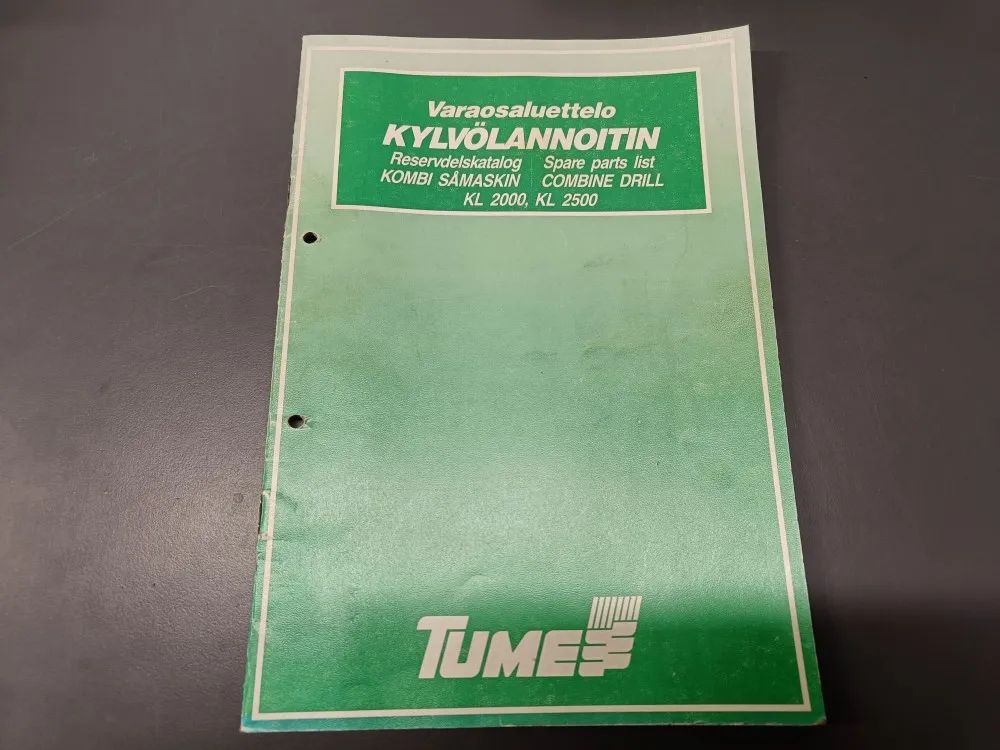 Varaosaluettelo
KYLVÖLANNOITIN
Reservdelskatalog Spare parts list
KOMBI SÅMASKIN COMBINE DRILL
KL 2000, KL 2500
TUME